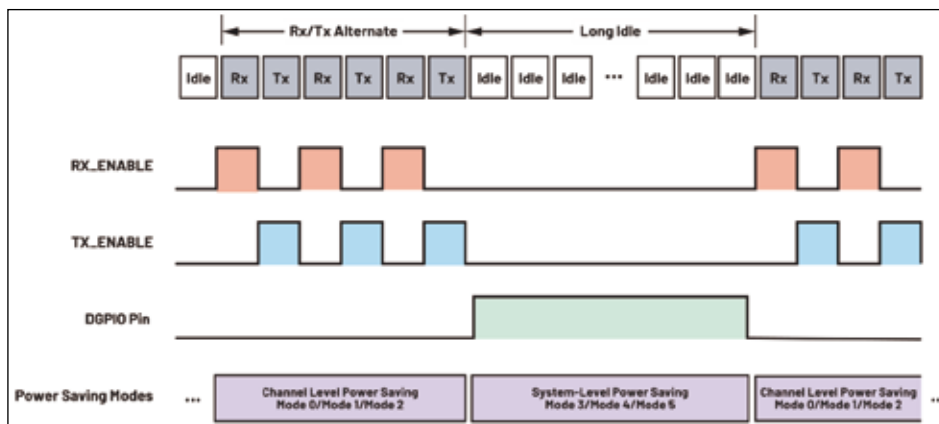 Rx/Tx Alternate Long Idle
Idle Rx Tx Rx Tx Rx Tx Idle Idle Idle ... Idle Idle Idle Rx Tx Rx Tx
RX_ENABLE
TX_ENABLE
DGPIO Pin
Power Saving Modes ... Channel Level Power Saving System-Level Power Saving Channel Level Power Saving ...
Mode 0/Mode 1/Mode 2 Mode 3/Mode 4/Mode 5 Mode 0/Mode 1/Mode 2